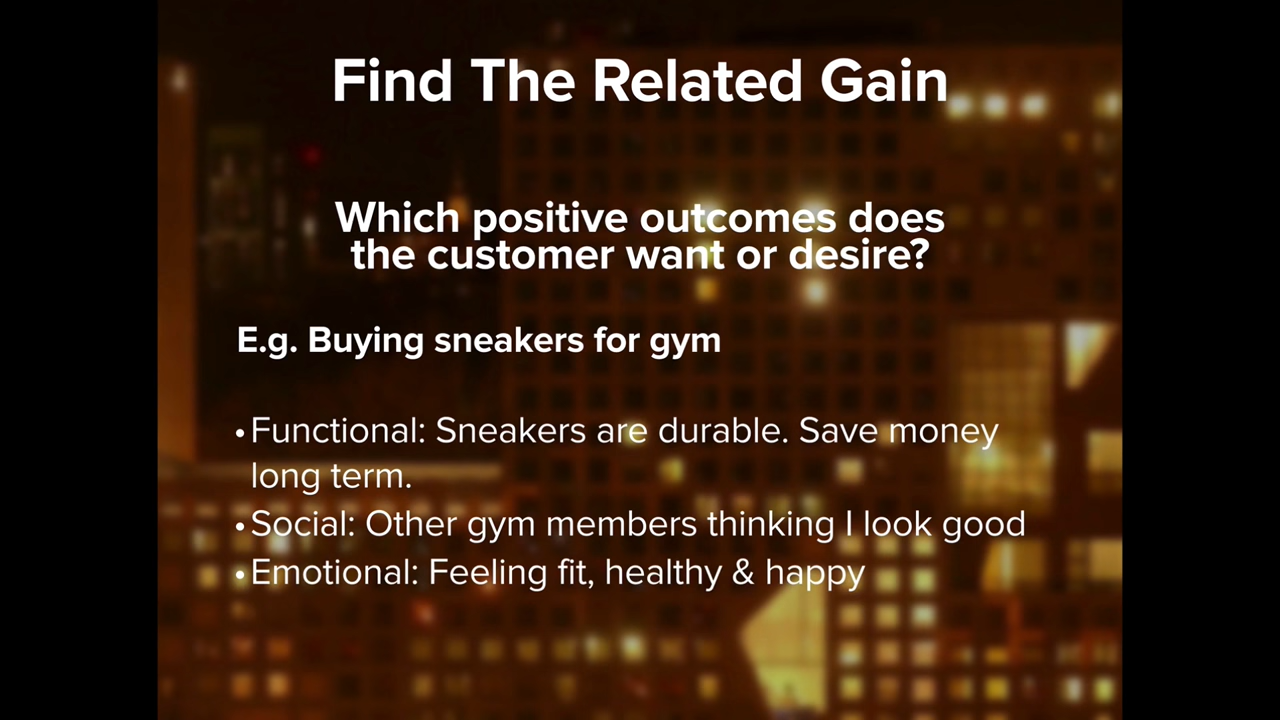 Find The Related Gain
Which positive outcomes does
the customer want or desire?
E.g. Buying sneakers for gym
• Functional: Sneakers are durable. Save money
long term.
• Social: Other gym members thinking I look good
• Emotional: Feeling fit, healthy & happy